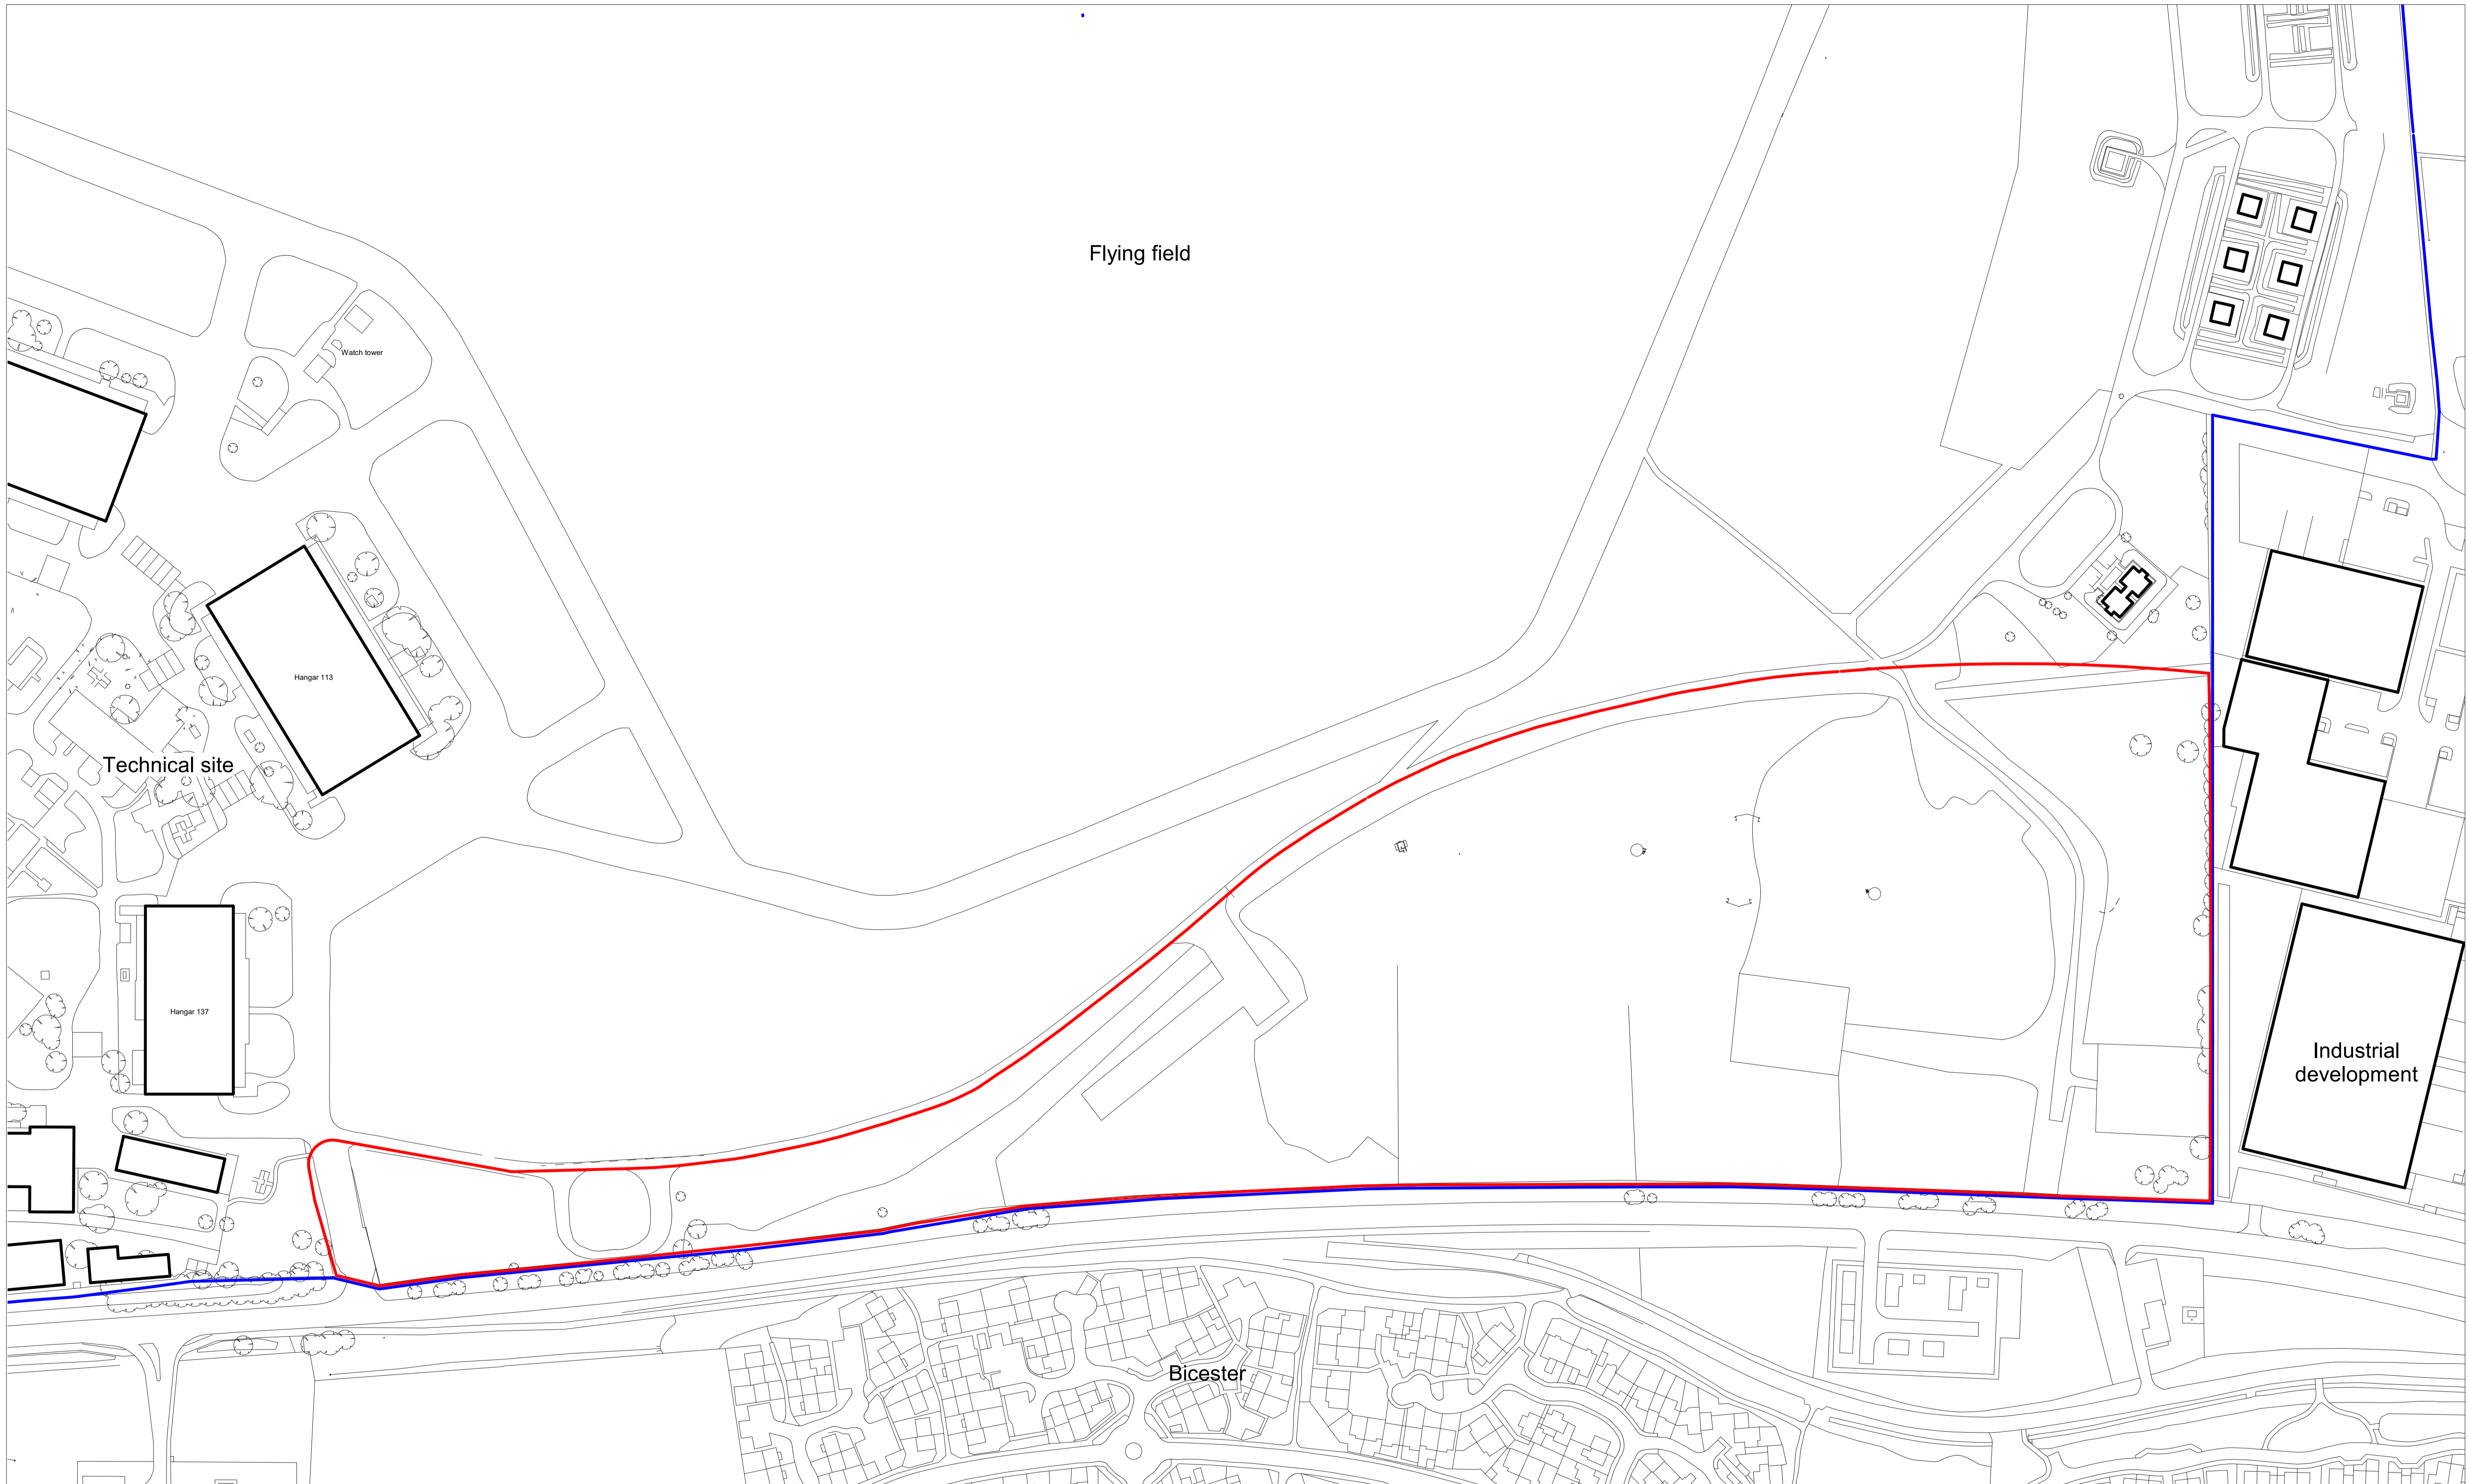 Flying field
Watch tower
Hangar 113
Technical site
Hangar 137
Industrial
development
Bicester